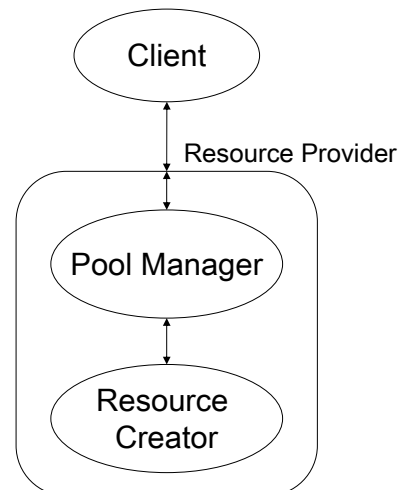 Client
Resource Provider
Pool Manager
Resource
Creator